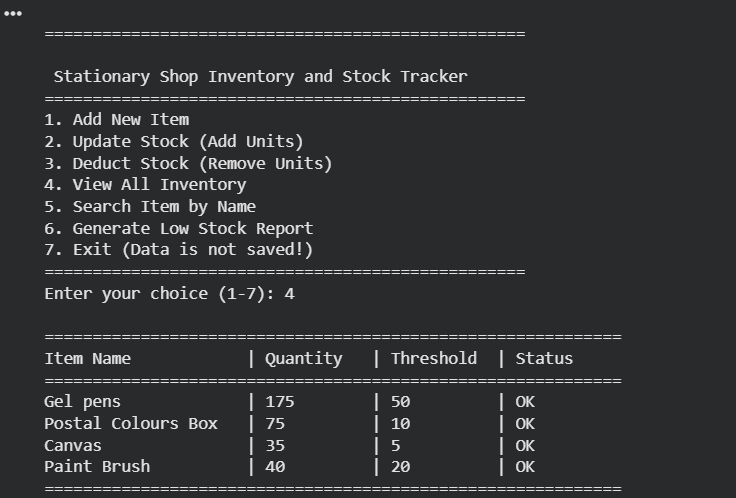 ==================================================
Stationary Shop Inventory and Stock Tracker
==================================================
1. Add New Item
2. Update Stock (Add Units)
3. Deduct Stock (Remove Units)
4. View All Inventory
5. Search Item by Name
6. Generate Low Stock Report
7. Exit (Data is not saved!)
==================================================
Enter your choice (1-7): 4
============================================================
Item Name            | Quantity   | Threshold  | Status
============================================================
Gel pens             | 175        | 50         | OK
Postal Colours Box   | 75         | 10         | OK
Canvas               | 35         | 5          | OK
Paint Brush          | 40         | 20         | OK
============================================================